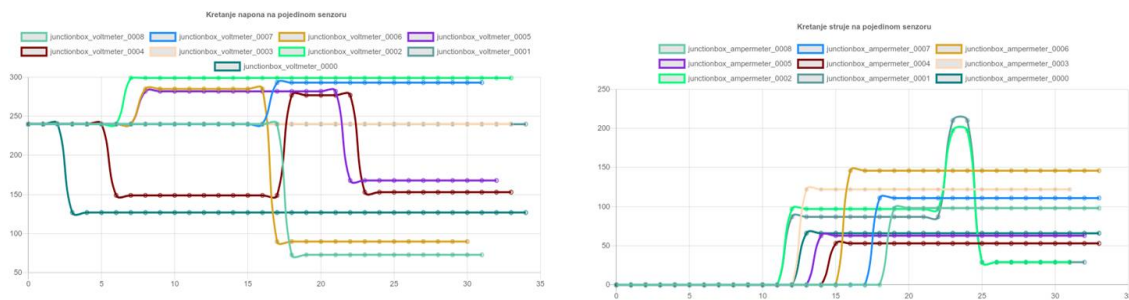 Kretanje napona na pojedinom senzoru
junctionbox_voltmeter_0008 junctionbox_voltmeter_0007 junctionbox_voltmeter_0006 junctionbox_voltmeter_0005
junctionbox_voltmeter_0004 junctionbox_voltmeter_0003 junctionbox_voltmeter_0002 junctionbox_voltmeter_0001
junctionbox_voltmeter_0000
300
250
200
150
100
50
0 5 10 15 20 25 30 35
Kretanje struje na pojedinom senzoru
junctionbox_ampermeter_0008 junctionbox_ampermeter_0007 junctionbox_ampermeter_0006
junctionbox_ampermeter_0005 junctionbox_ampermeter_0004 junctionbox_ampermeter_0003
junctionbox_ampermeter_0002 junctionbox_ampermeter_0001 junctionbox_ampermeter_0000
250
200
150
100
50
0
0 5 10 15 20 25 30 35